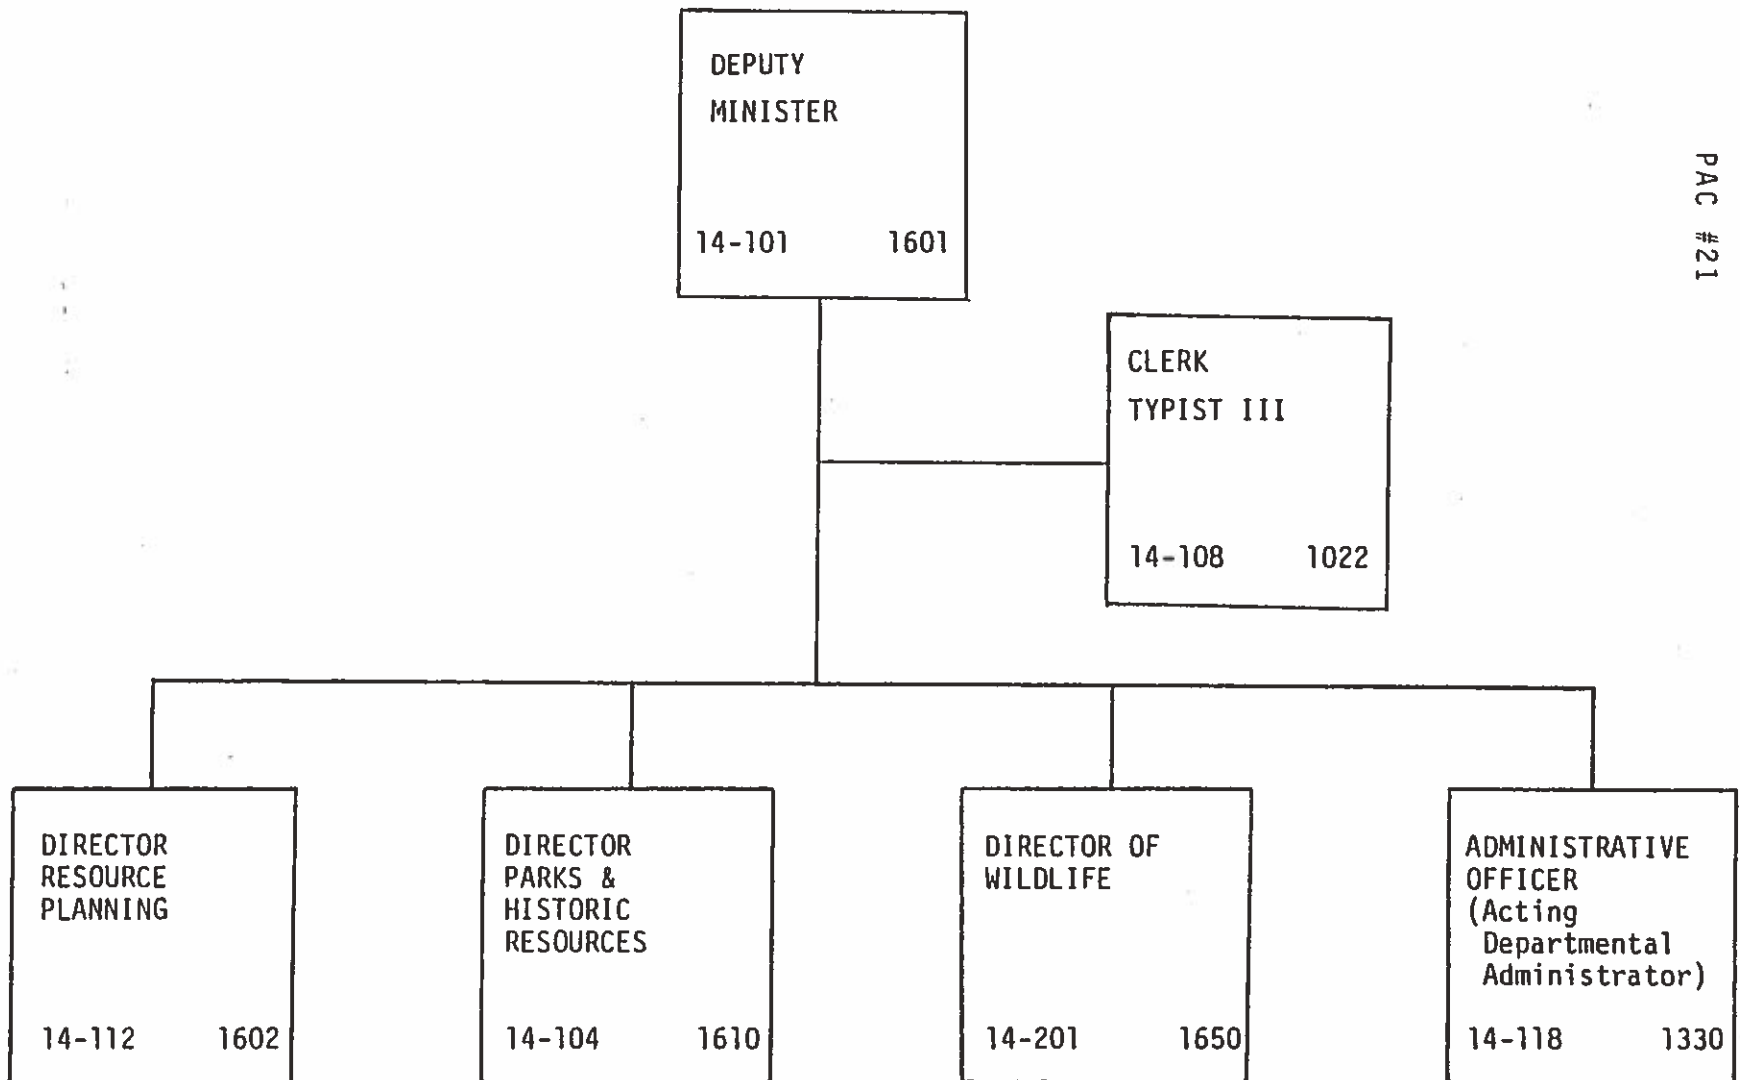 DEPUTY
MINISTER
14-101 1601
PAC #21
CLERK
TYPIST III
14-108 1022
DIRECTOR
RESOURCE
PLANNING
14-112 1602
DIRECTOR
PARKS &
HISTORIC
RESOURCES
14-104 1610
DIRECTOR OF
WILDLIFE
14-201 1650
ADMINISTRATIVE
OFFICER
(Acting
Departmental
Administrator)
14-118 1330